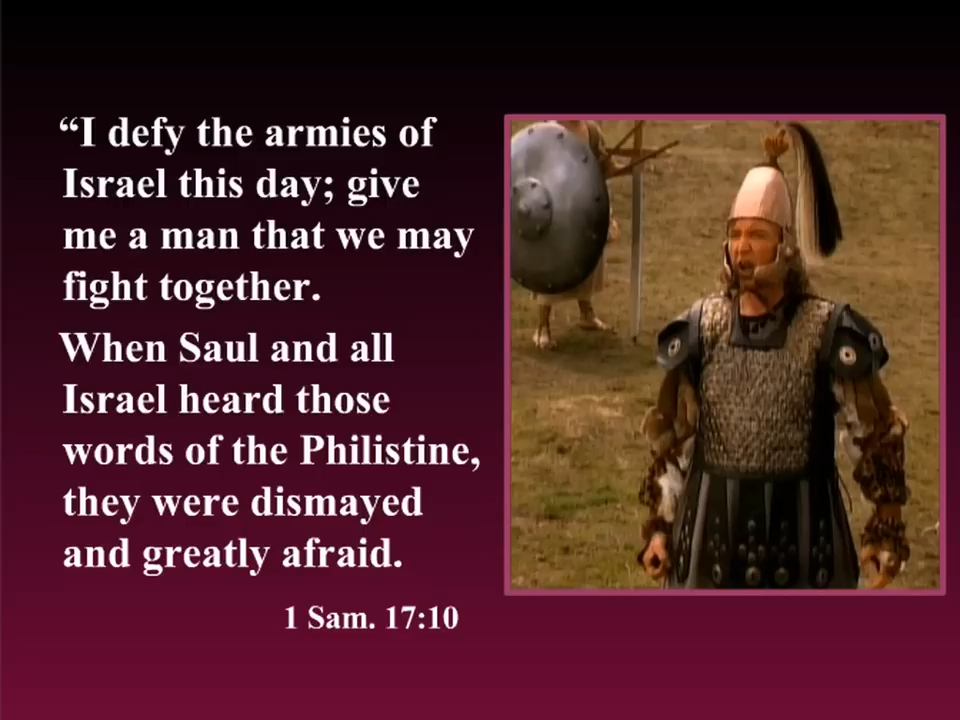 “I defy the armies of
Israel this day; give
me a man that we may
fight together.
When Saul and all
Israel heard those
words of the Philistine,
they were dismayed
and greatly afraid.
1 Sam. 17:10